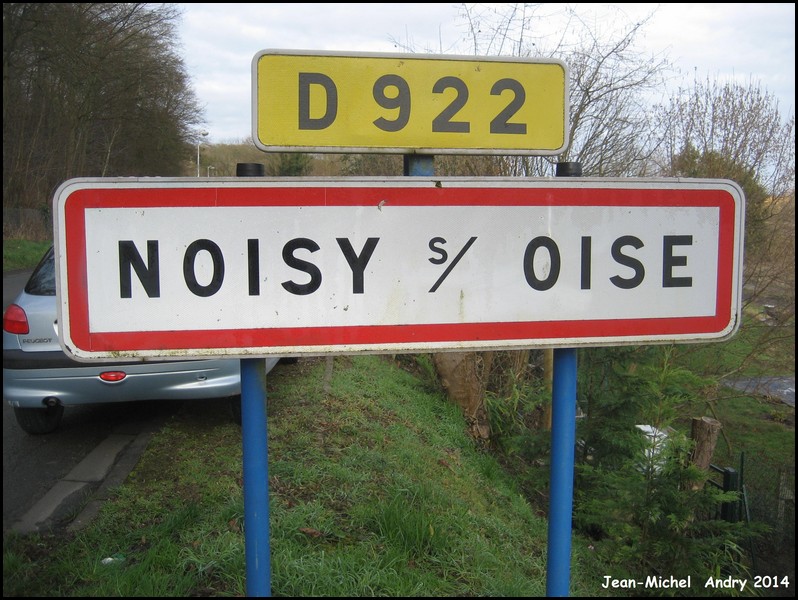 D 922
NOISY S/ OISE
PEUGEOT
Jean-Michel Andry 2014